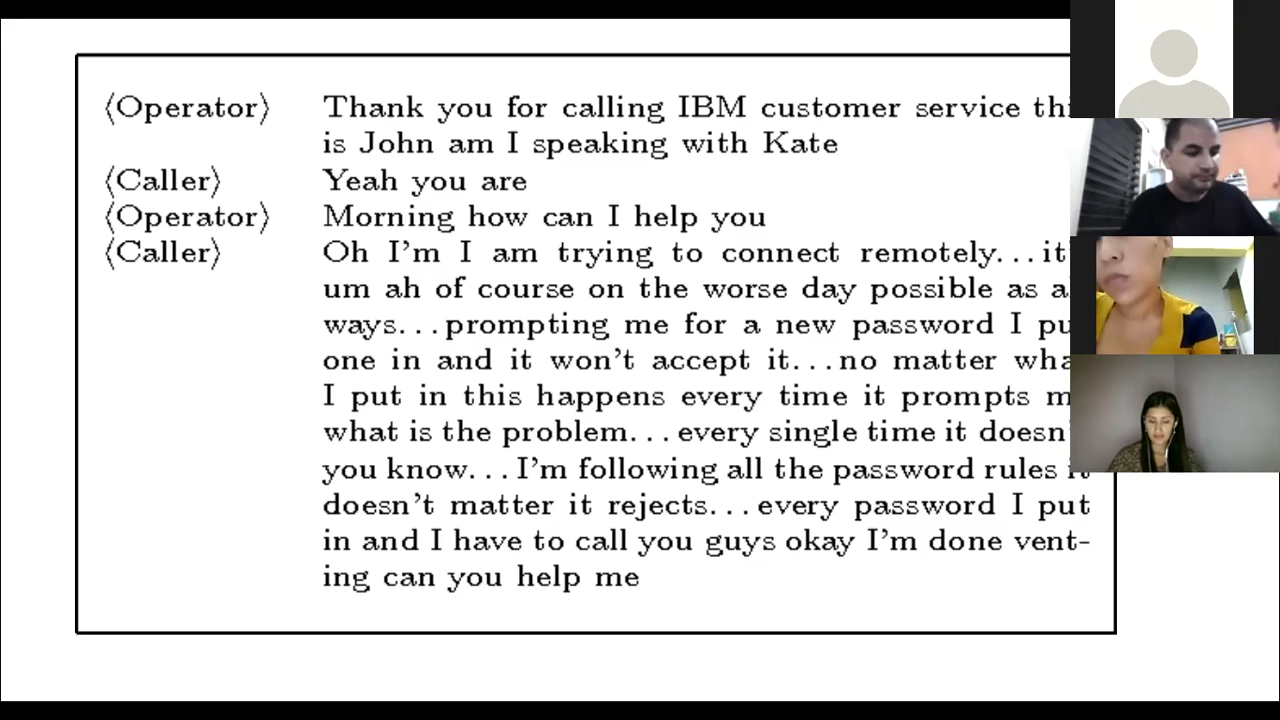 ⟨Operator⟩ Thank you for calling IBM customer service
is John am I speaking with Kate
⟨Caller⟩ Yeah you are
⟨Operator⟩ Morning how can I help you
⟨Caller⟩ Oh I'm I am trying to connect remotely...
um ah of course on the worse day possible as
ways...prompting me for a new password I
one in and it won't accept it...no matter
I put in this happens every time it prompts
what is the problem...every single time it
you know...I'm following all the password rules
doesn't matter it rejects...every password I put
in and I have to call you guys okay I'm done vent-
ing can you help me